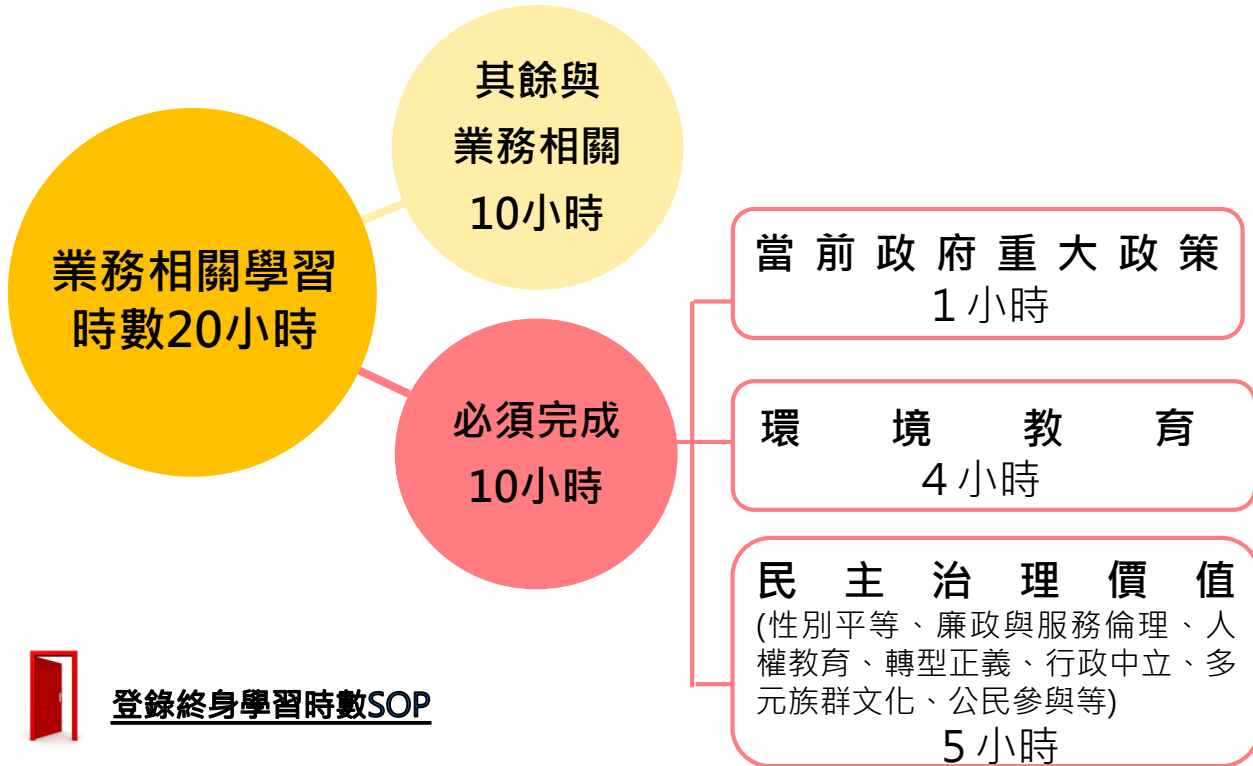 業務相關學習
時數20小時
其餘與
業務相關
10小時
必須完成
10小時
當前政府重大政策
1小時
環境教育
4小時
民主治理價值
(性別平等、廉政與服務倫理、人
權教育、轉型正義、行政中立、多
元族群文化、公民參與等)
5小時
登錄終身學習時數SOP